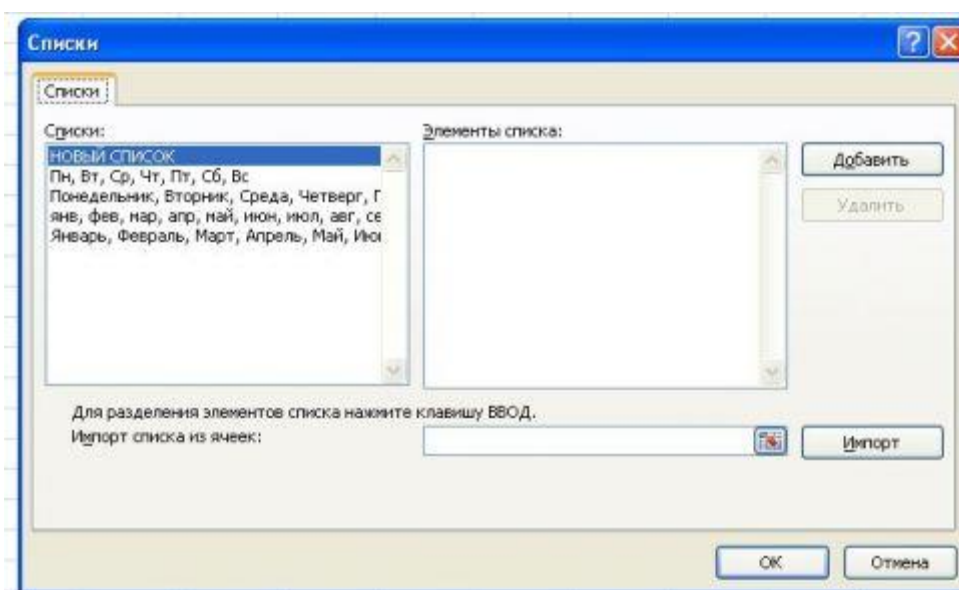 Списки
Списки
Списки:
НОВЫЙ СПИСОК
Пн, Вт, Ср, Чт, Пт, Сб, Вс
Понедельник, Вторник, Среда, Четверг, Г
янв, фев, мар, апр, май, июн, июл, авг, се
Январь, Февраль, Март, Апрель, Май, Июн
Элементы списка:
Добавить
Удалить
Для разделения элементов списка нажмите клавишу ВВОД.
Импорт списка из ячеек:
Импорт
ОК
Отмена